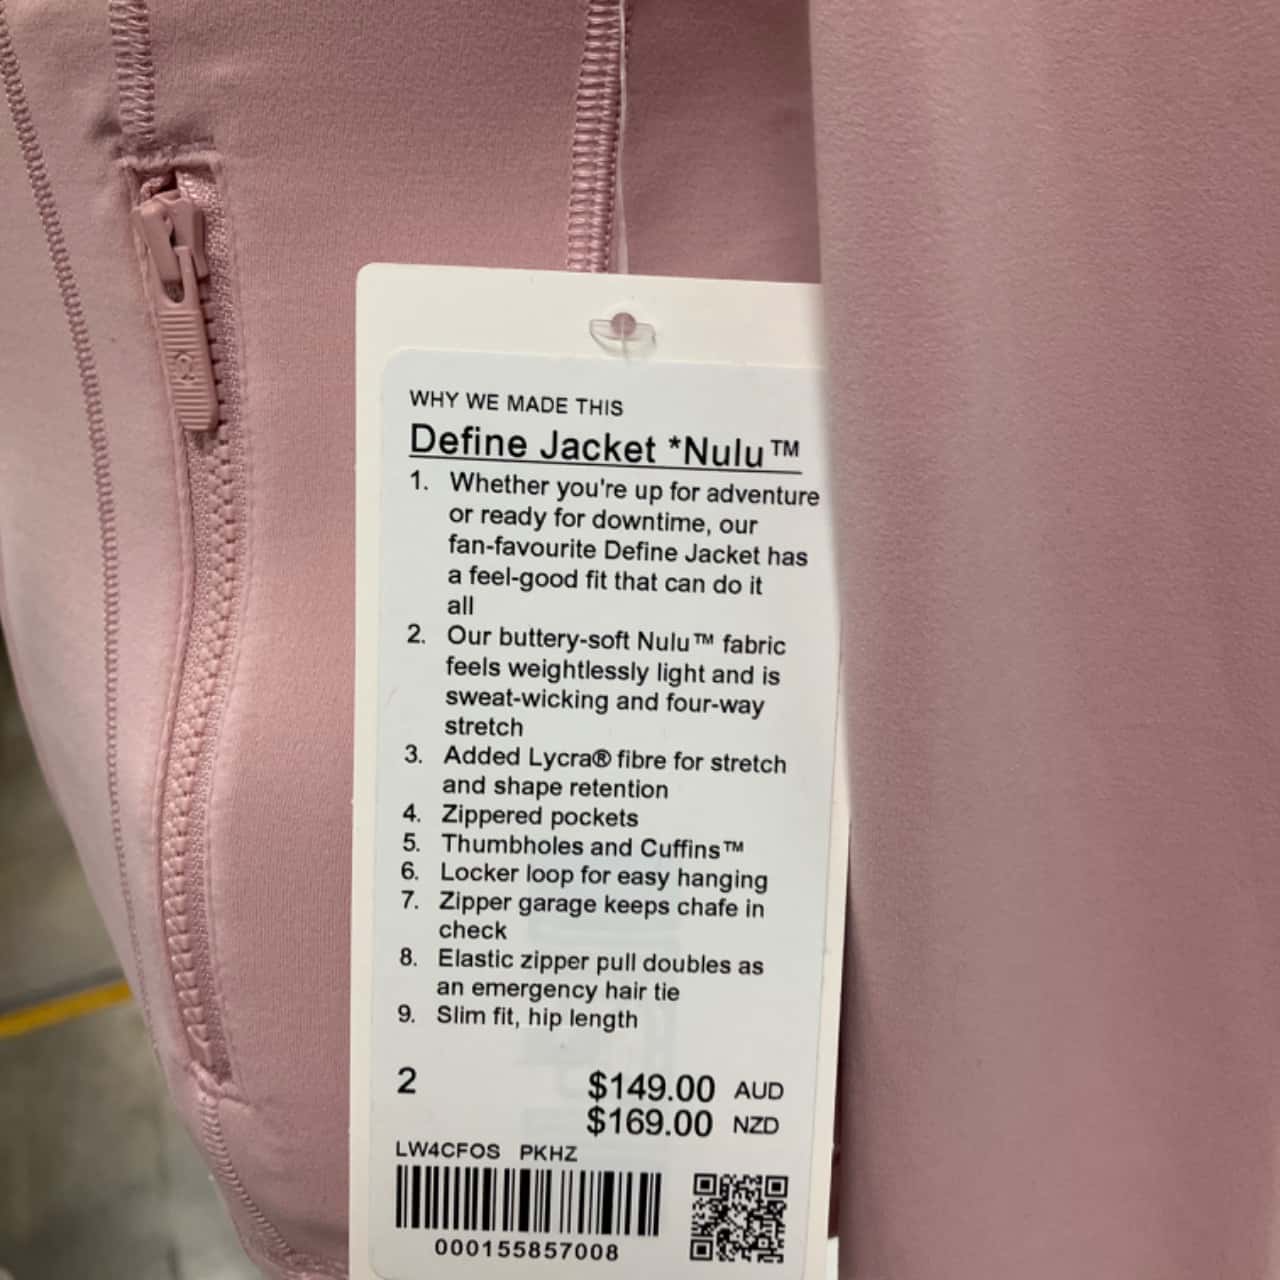 WHY WE MADE THIS
Define Jacket *Nulu™
1. Whether you're up for adventure
or ready for downtime, our
fan-favourite Define Jacket has
a feel-good fit that can do it
all
2. Our buttery-soft Nulu™ fabric
feels weightlessly light and is
sweat-wicking and four-way
stretch
3. Added Lycra® fibre for stretch
and shape retention
4. Zippered pockets
5. Thumbholes and Cuffins™
6. Locker loop for easy hanging
7. Zipper garage keeps chafe in
check
8. Elastic zipper pull doubles as
an emergency hair tie
9. Slim fit, hip length
2 $149.00 AUD
$169.00 NZD
LW4CFOS PKHZ
000155857008